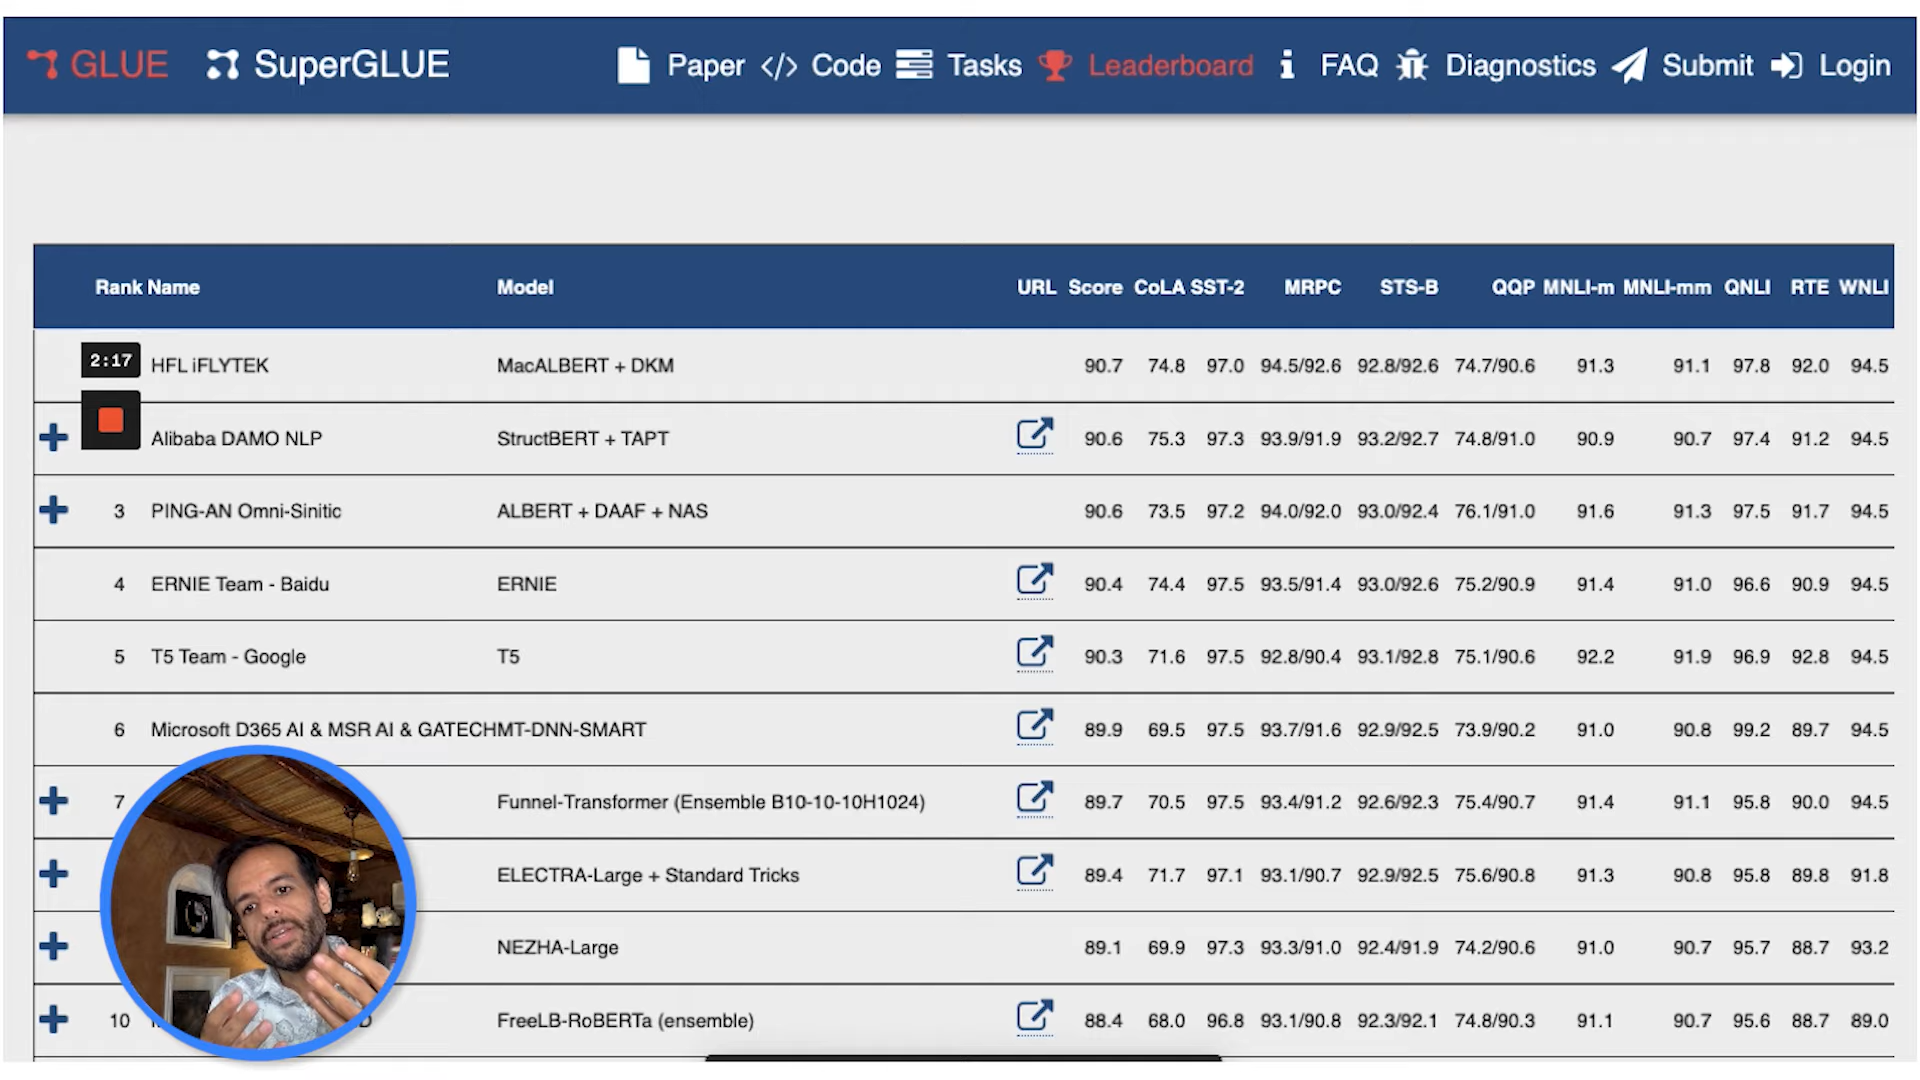 GLUE SuperGLUE Paper </> Code Tasks Leaderboard FAQ Diagnostics Submit Login
Rank Name Model URL Score CoLA SST-2 MRPC STS-B QQP MNLI-m MNLI-mm QNLI RTE WNLI
2:17 HFL iFLYTEK MacALBERT + DKM 90.7 74.8 97.0 94.5/92.6 92.8/92.6 74.7/90.6 91.3 91.1 97.8 92.0 94.5
Alibaba DAMO NLP StructBERT + TAPT 90.6 75.3 97.3 93.9/91.9 93.2/92.7 74.8/91.0 90.9 90.7 97.4 91.2 94.5
3 PING-AN Omni-Sinitic ALBERT + DAAF + NAS 90.6 73.5 97.2 94.0/92.0 93.0/92.4 76.1/91.0 91.6 91.3 97.5 91.7 94.5
4 ERNIE Team - Baidu ERNIE 90.4 74.4 97.5 93.5/91.4 93.0/92.6 75.2/90.9 91.4 91.0 96.6 90.9 94.5
5 T5 Team - Google T5 90.3 71.6 97.5 92.8/90.4 93.1/92.8 75.1/90.6 92.2 91.9 96.9 92.8 94.5
6 Microsoft D365 AI & MSR AI & GATECHMT-DNN-SMART 89.9 69.5 97.5 93.7/91.6 92.9/92.5 73.9/90.2 91.0 90.8 99.2 89.7 94.5
7 Funnel-Transformer (Ensemble B10-10-10H1024) 89.7 70.5 97.5 93.4/91.2 92.6/92.3 75.4/90.7 91.4 91.1 95.8 90.0 94.5
ELECTRA-Large + Standard Tricks 89.4 71.7 97.1 93.1/90.7 92.9/92.5 75.6/90.8 91.3 90.8 95.8 89.8 91.8
NEZHA-Large 89.1 69.9 97.3 93.3/91.0 92.4/91.9 74.2/90.6 91.0 90.7 95.7 88.7 93.2
10 FreeLB-RoBERTa (ensemble) 88.4 68.0 96.8 93.1/90.8 92.3/92.1 74.8/90.3 91.1 90.7 95.6 88.7 89.0